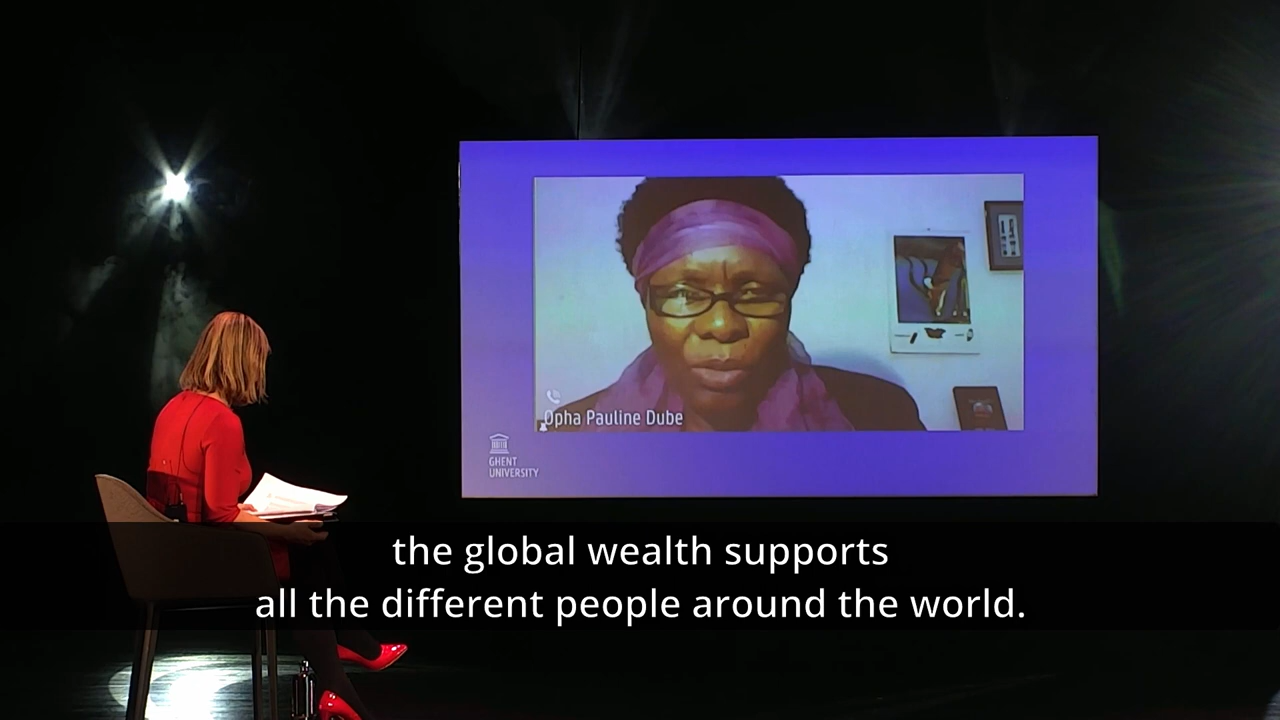 Opha Pauline Dube
GHENT
UNIVERSITY
the global wealth supports
all the different people around the world.